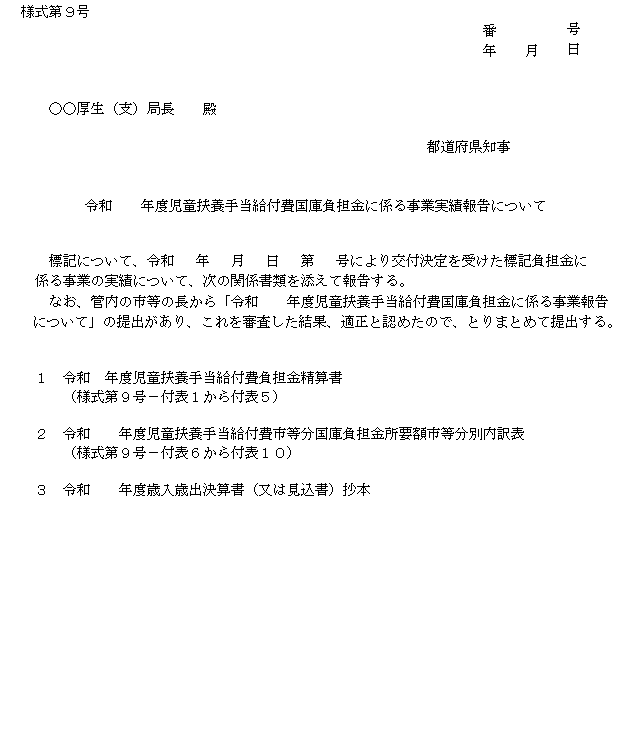 様式第９号
番　　　　　号
年　　月　　日
〇〇厚生（支）局長　　殿
都道府県知事
令和　　年度児童扶養手当給付費国庫負担金に係る事業実績報告について
標記について、令和　年　月　日　第　号により交付決定を受けた標記負担金に
係る事業の実績について、次の関係書類を添えて報告する。
なお、管内の市等の長から「令和　　年度児童扶養手当給付費国庫負担金に係る事業報告
について」の提出があり、これを審査した結果、適正と認めたので、とりまとめて提出する。
１　令和　年度児童扶養手当給付費負担金精算書
（様式第９号－付表１から付表５）
２　令和　　年度児童扶養手当給付費市等分国庫負担金所要額市等分別内訳表
（様式第９号－付表６から付表１０）
３　令和　　年度歳入歳出決算書（又は見込書）抄本